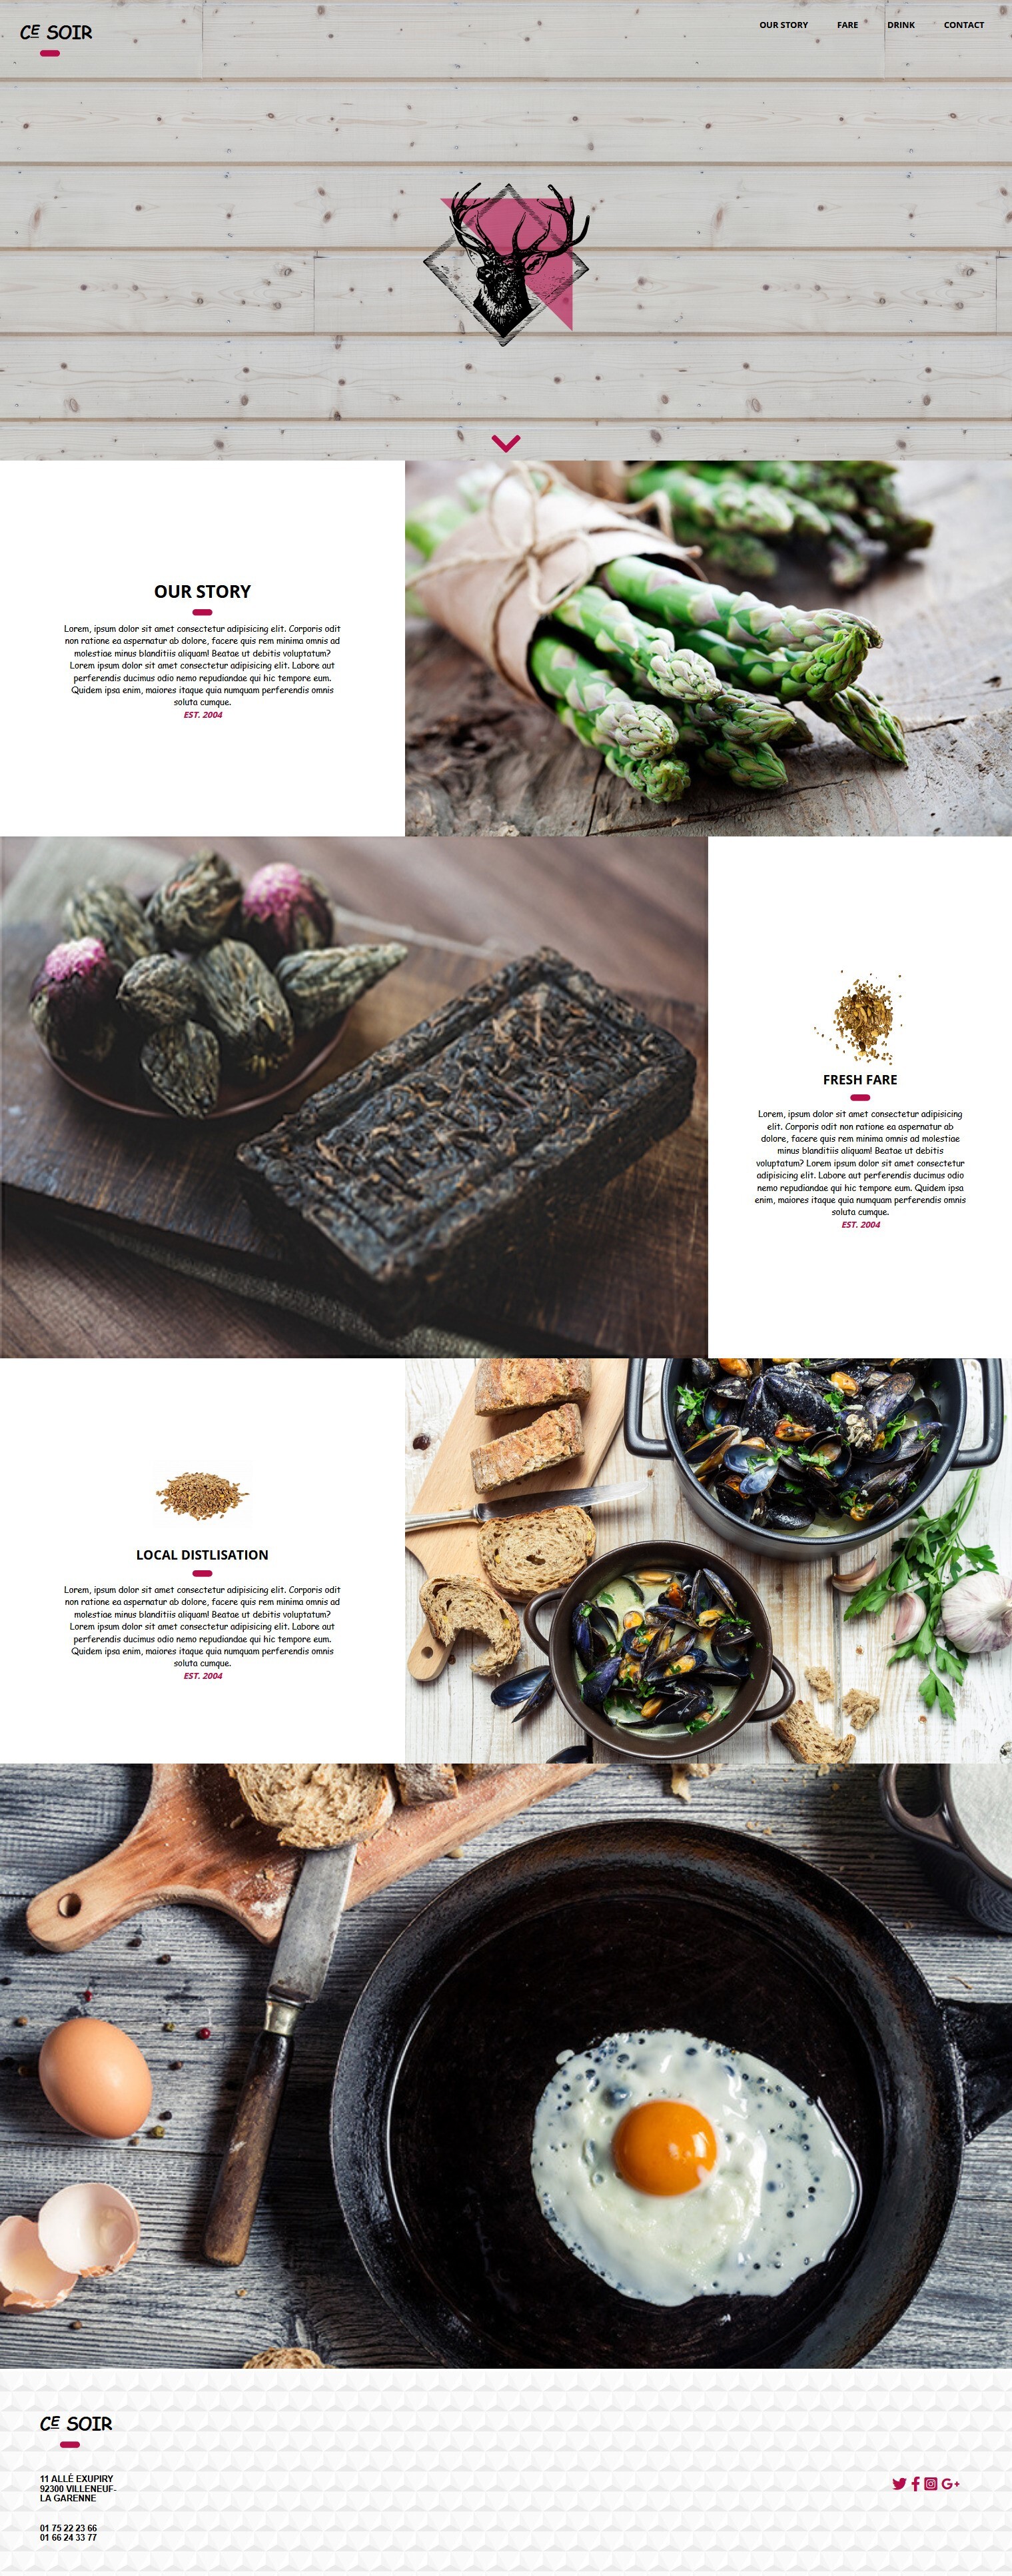 CE SOIR
OUR STORY FARE DRINK CONTACT
OUR STORY
Lorem, ipsum dolor sit amet consectetur adipisicing elit. Corporis odit
non ratione ea aspernatur ab dolore, facere quis rem minima omnis ad
molestiae minus blanditiis aliquam! Beatae ut debitis voluptatum?
Lorem ipsum dolor sit amet consectetur adipisicing elit. Labore aut
perferendis ducimus odio nemo repudiandae qui hic tempore eum.
Quidem ipsa enim, maiores itaque quia numquam perferendis omnis
soluta cumque.
EST. 2004
FRESH FARE
Lorem, ipsum dolor sit amet consectetur adipisicing
elit. Corporis odit non ratione ea aspernatur ab
dolore, facere quis rem minima omnis ad molestiae
minus blanditiis aliquam! Beatae ut debitis
voluptatum? Lorem ipsum dolor sit amet consectetur
adipisicing elit. Labore aut perferendis ducimus odio
nemo repudiandae qui hic tempore eum. Quidem ipsa
enim, maiores itaque quia numquam perferendis omnis
soluta cumque.
EST. 2004
LOCAL DISTLISATION
Lorem, ipsum dolor sit amet consectetur adipisicing elit. Corporis odit
non ratione ea aspernatur ab dolore, facere quis rem minima omnis ad
molestiae minus blanditiis aliquam! Beatae ut debitis voluptatum?
Lorem ipsum dolor sit amet consectetur adipisicing elit. Labore aut
perferendis ducimus odio nemo repudiandae qui hic tempore eum.
Quidem ipsa enim, maiores itaque quia numquam perferendis omnis
soluta cumque.
EST. 2004
CE SOIR
11 ALLÉ EXUPIRY
92300 VILLENEUF-
LA GARENNE
01 75 22 23 66
01 66 24 33 77